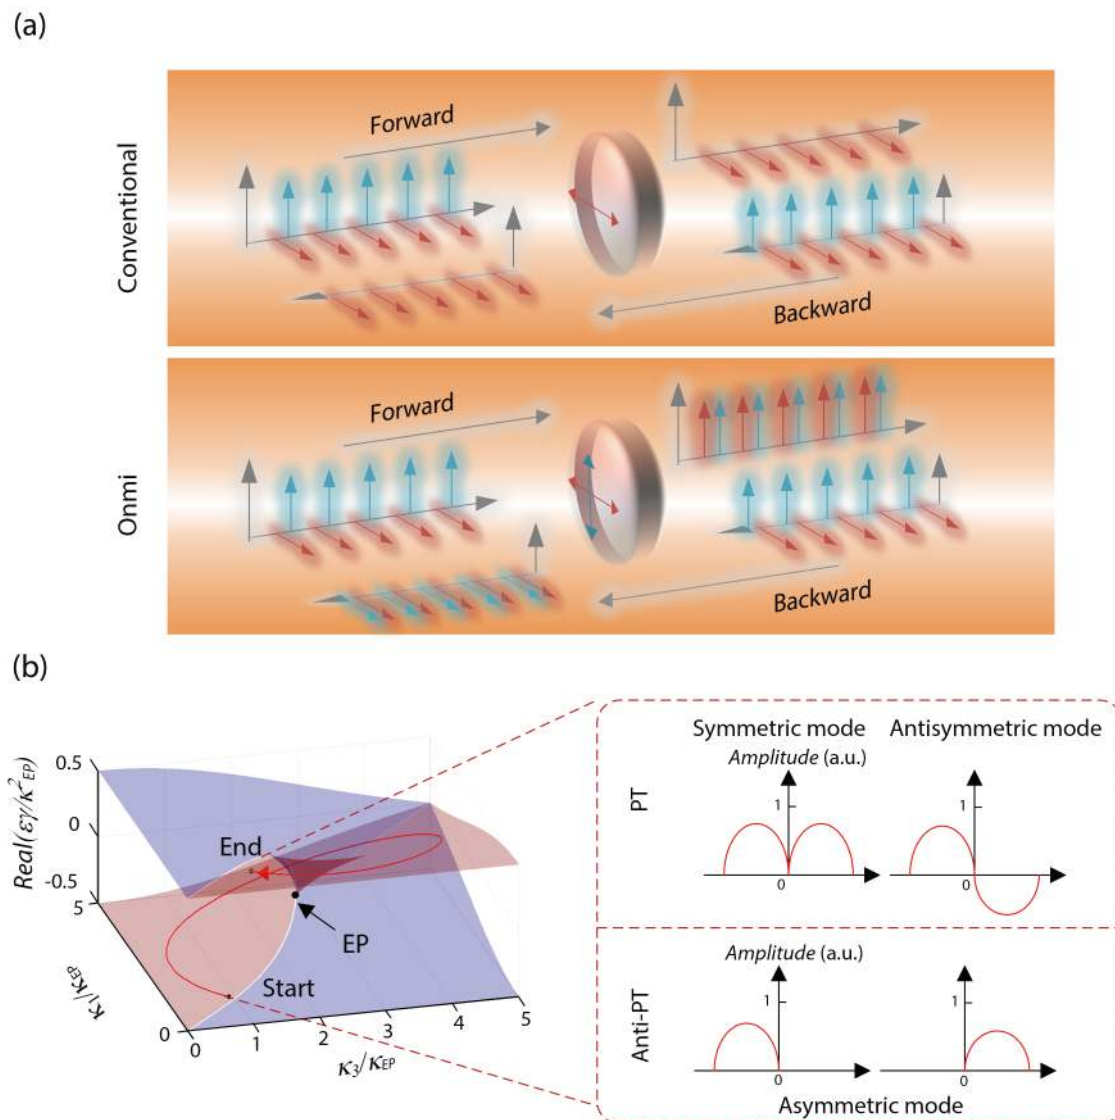 (a)
Conventional
Forward
Backward
Onmi
Forward
Backward
(b)
Real(εγ/κ²EP)
0.5
0
-0.5
5
0
κ1/κEP
0
1
2
3
4
5
κ3/κEP
End
EP
Start
Symmetric mode
Antisymmetric mode
Amplitude (a.u.)
PT
1
0
1
0
Amplitude (a.u.)
Anti-PT
1
0
1
0
Asymmetric mode